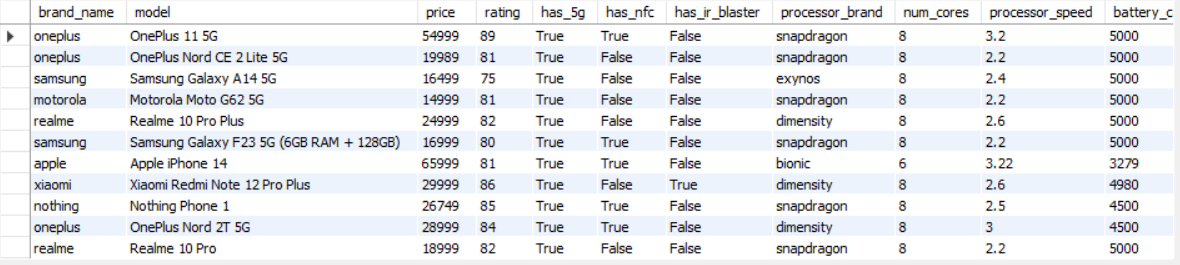 brand_name model price rating has_5g has_nfc has_ir_blaster processor_brand num_cores processor_speed battery_c
oneplus OnePlus 11 5G 54999 89 True True False snapdragon 8 3.2 5000
oneplus OnePlus Nord CE 2 Lite 5G 19989 81 True False False snapdragon 8 2.2 5000
samsung Samsung Galaxy A14 5G 16499 75 True False False exynos 8 2.4 5000
motorola Motorola Moto G62 5G 14999 81 True False False snapdragon 8 2.2 5000
realme Realme 10 Pro Plus 24999 82 True False False dimensity 8 2.6 5000
samsung Samsung Galaxy F23 5G (6GB RAM + 128GB) 16999 80 True True False snapdragon 8 2.2 5000
apple Apple iPhone 14 65999 81 True True False bionic 6 3.22 3279
xiaomi Xiaomi Redmi Note 12 Pro Plus 29999 86 True False True dimensity 8 2.6 4980
nothing Nothing Phone 1 26749 85 True True False snapdragon 8 2.5 4500
oneplus OnePlus Nord 2T 5G 28999 84 True True False dimensity 8 3 4500
realme Realme 10 Pro 18999 82 True False False snapdragon 8 2.2 5000